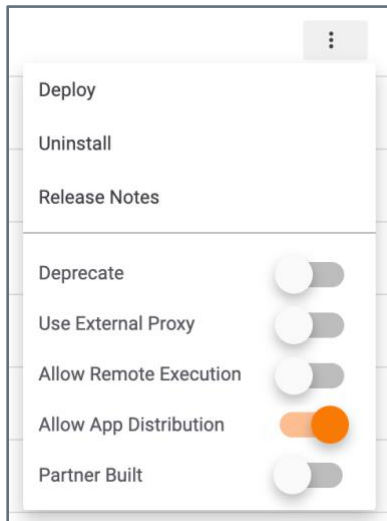 Deploy
Uninstall
Release Notes
Deprecate
Use External Proxy
Allow Remote Execution
Allow App Distribution
Partner Built